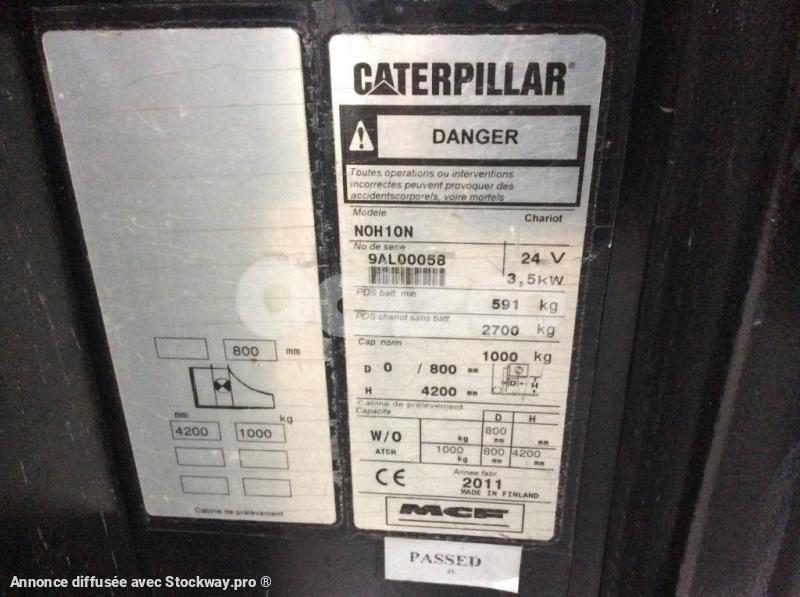 CATERPILLAR®
DANGER
Toutes operations ou interventions
incorrectes peuvent provoquer des
accidentscorporels, voire mortels
Modele Chariot
NOH10N
No de serie
9AL00058 24 V
3,5kW
PDS batt. min 591 kg
PDS chariot sans batt 2700 kg
Cap. norm 1000 kg
D 0 / 800 mm
H 4200 mm
D
H
Cabine de prélèvement
Capacite D H
W/O kg 800 mm mm
ATCH 1000 kg 800 mm 4200 mm
CE Annee fabr.
2011
MADE IN FINLAND
MCF
PASSED
800 mm
mm kg
4200 1000
Cabine de prélèvement
Annonce diffusée avec Stockway.pro ®